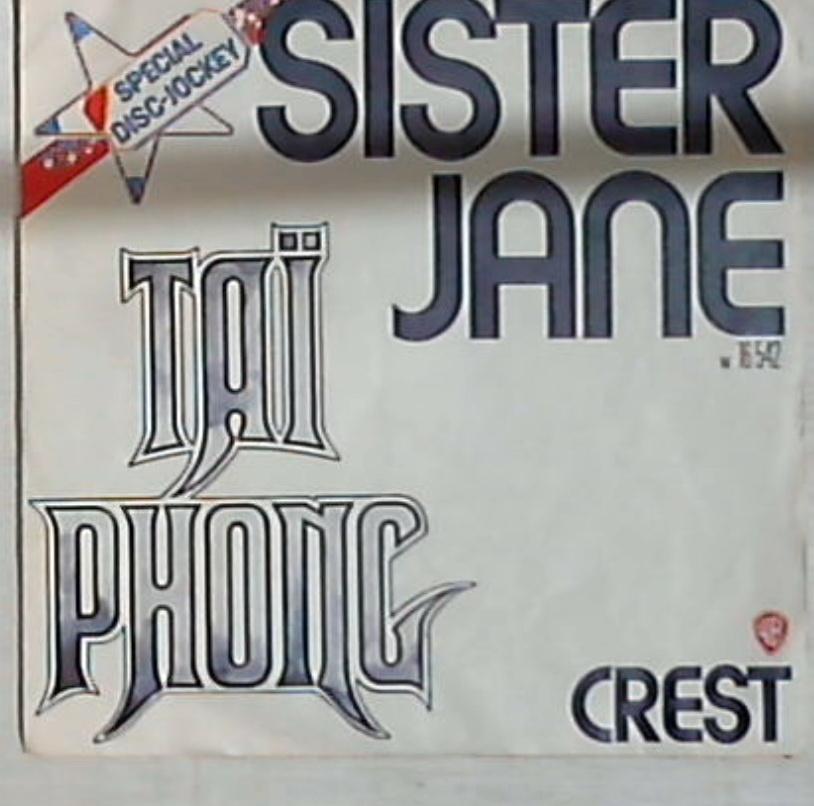 SPECIAL
DISC-JOCKEY
SISTER
JANE
W 16 542
TAÏ
PHONG
CREST